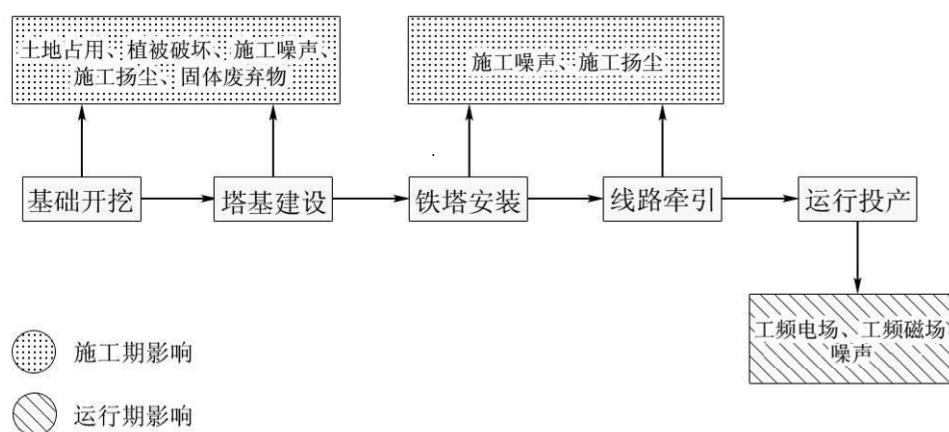 土地占用、植被破坏、施工噪声、
施工扬尘、固体废弃物
施工噪声、施工扬尘
基础开挖
塔基建设
铁塔安装
线路牵引
运行投产
工频电场、工频磁场
噪声
施工期影响
运行期影响